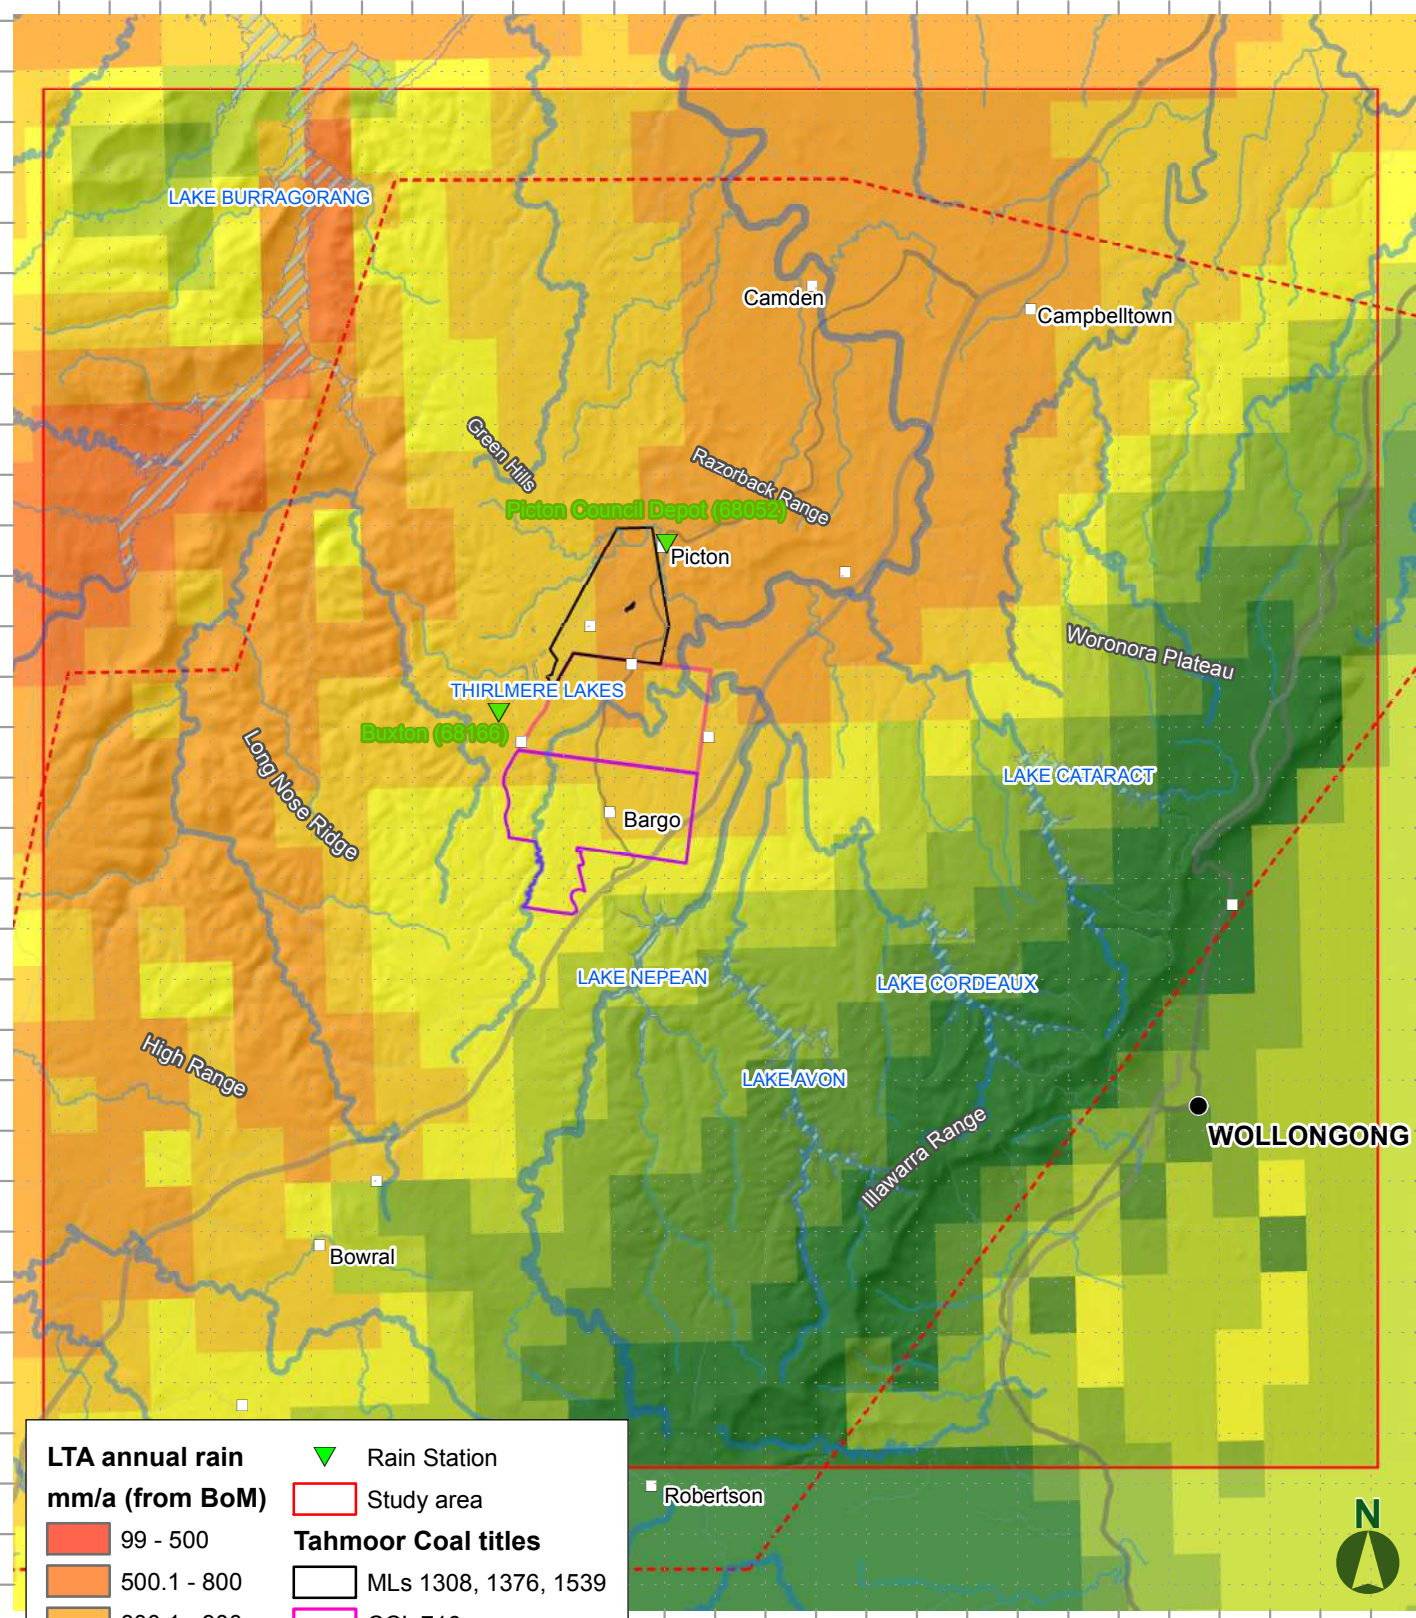 LAKE BURRAGORANG
Camden
Campbelltown
Green Hills
Razorback Range
Picton Council Depot (68052)
Picton
Woronora Plateau
THIRLMERE LAKES
Buxton (68166)
Long Nose Ridge
LAKE CATARACT
Bargo
LAKE NEPEAN
LAKE CORDEAUX
High Range
LAKE AVON
Illawarra Range
WOLLONGONG
Bowral
Robertson
N
LTA annual rain
mm/a (from BoM)
99 - 500
500.1 - 800
Rain Station
Study area
Tahmoor Coal titles
MLs 1308, 1376, 1539